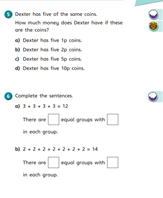 5 Dexter has five of the same coins.
How much money does Dexter have if these
are the coins?
a) Dexter has five 1p coins.
b) Dexter has five 2p coins.
c) Dexter has five 5p coins.
d) Dexter has five 10p coins.
6 Complete the sentences.
a) 3 + 3 + 3 + 3 = 12
There are equal groups with
in each group.
b) 2 + 2 + 2 + 2 + 2 + 2 + 2 = 14
There are equal groups with
in each group.